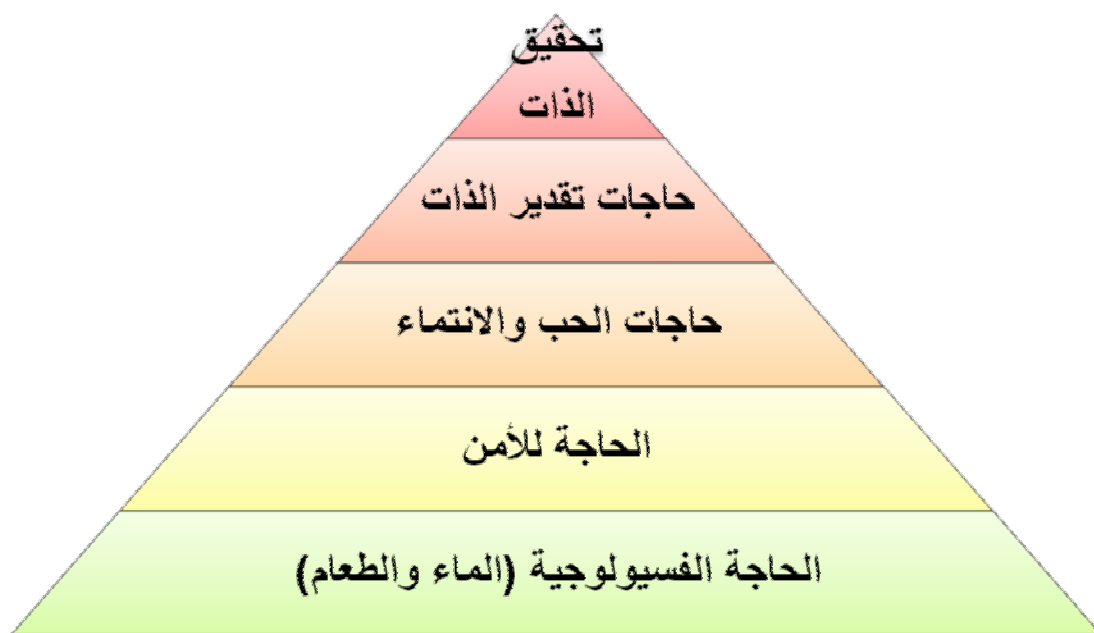 تحقيق
الذات
حاجات تقدير الذات
حاجات الحب والانتماء
الحاجة للأمن
الحاجة الفسيولوجية (الماء والطعام)